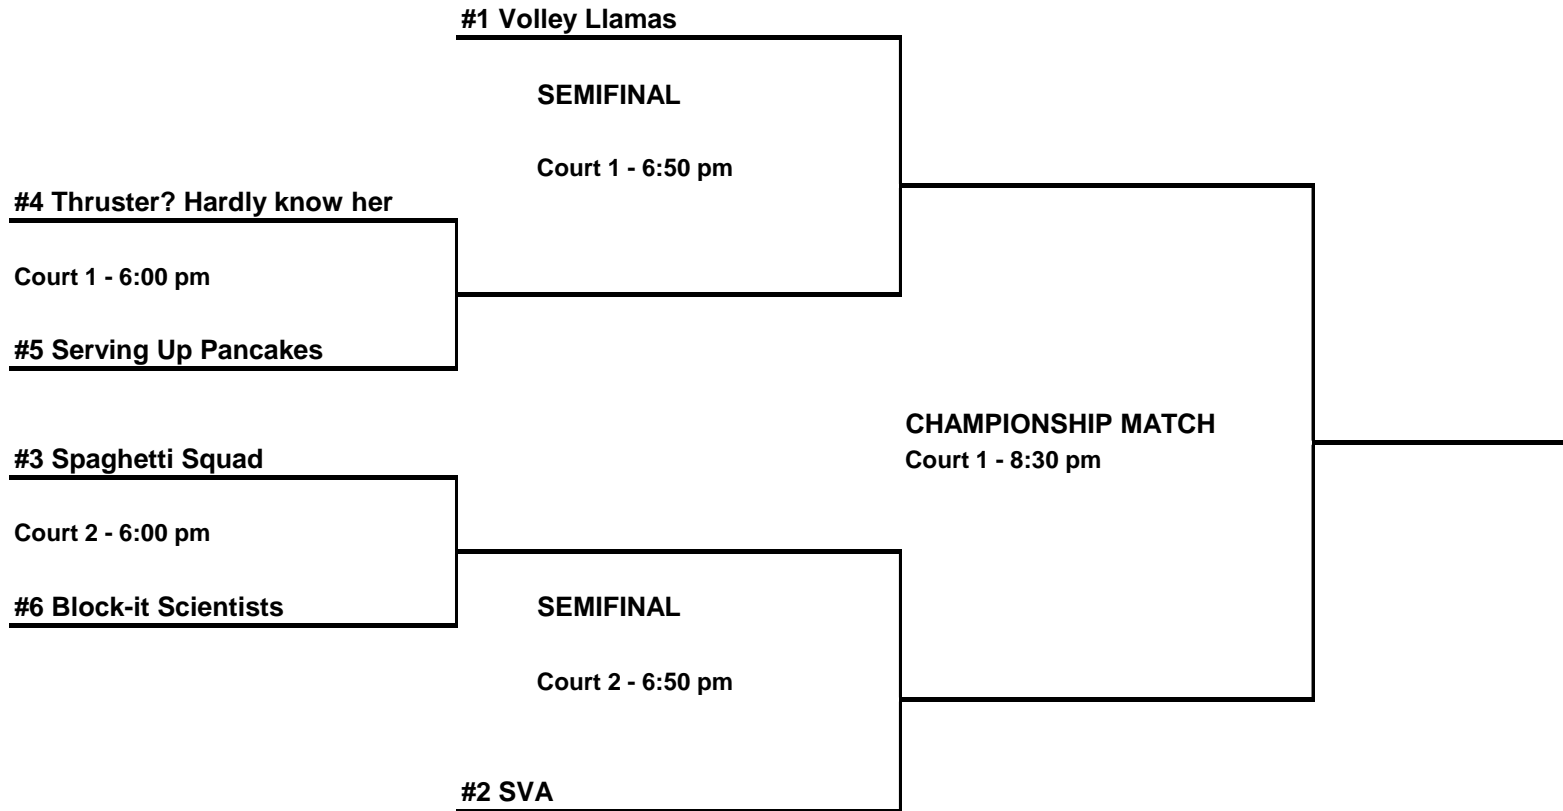 #1 Volley Llamas
SEMIFINAL
Court 1 - 6:50 pm
#4 Thruster? Hardly know her
Court 1 - 6:00 pm
#5 Serving Up Pancakes
CHAMPIONSHIP MATCH
Court 1 - 8:30 pm
#3 Spaghetti Squad
Court 2 - 6:00 pm
#6 Block-it Scientists
SEMIFINAL
Court 2 - 6:50 pm
#2 SVA